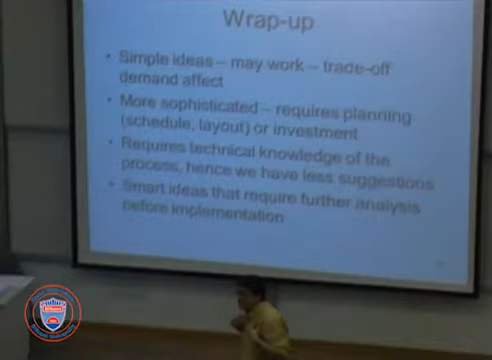 Wrap-up
• Simple ideas – may work – trade-off
demand affect
• More sophisticated – requires planning
(schedule, layout) or investment
• Requires technical knowledge of the
process, hence we have less suggestions
• Smart ideas that require further analysis
before implementation